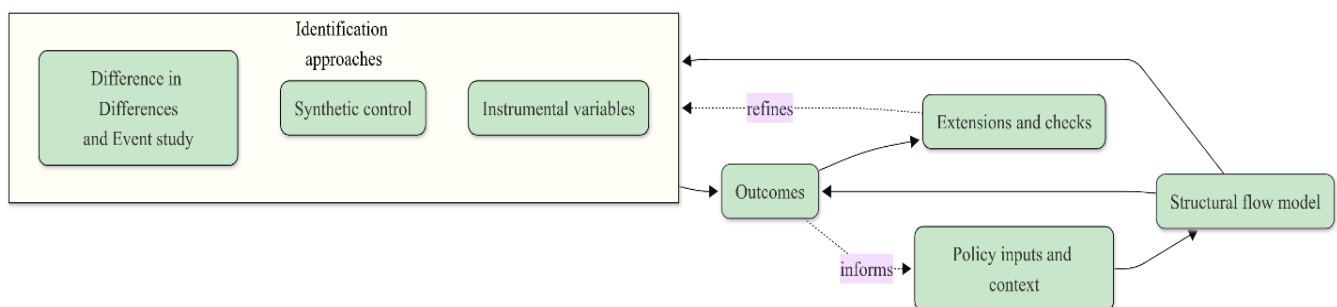 Identification
approaches
Difference in
Differences
and Event study
Synthetic control
Instrumental variables
refines
Extensions and checks
Outcomes
Structural flow model
informs
Policy inputs and
context